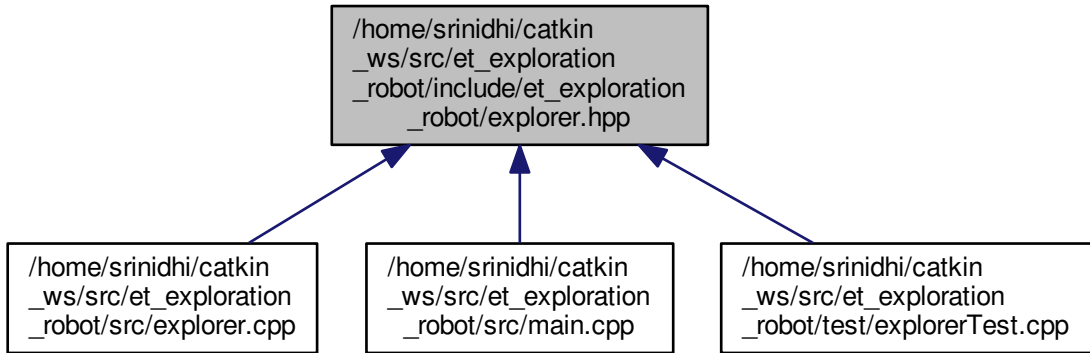 /home/srinidhi/catkin
_ws/src/et_exploration
_robot/include/et_exploration
_robot/explorer.hpp
/home/srinidhi/catkin
_ws/src/et_exploration
_robot/src/explorer.cpp
/home/srinidhi/catkin
_ws/src/et_exploration
_robot/src/main.cpp
/home/srinidhi/catkin
_ws/src/et_exploration
_robot/test/explorerTest.cpp